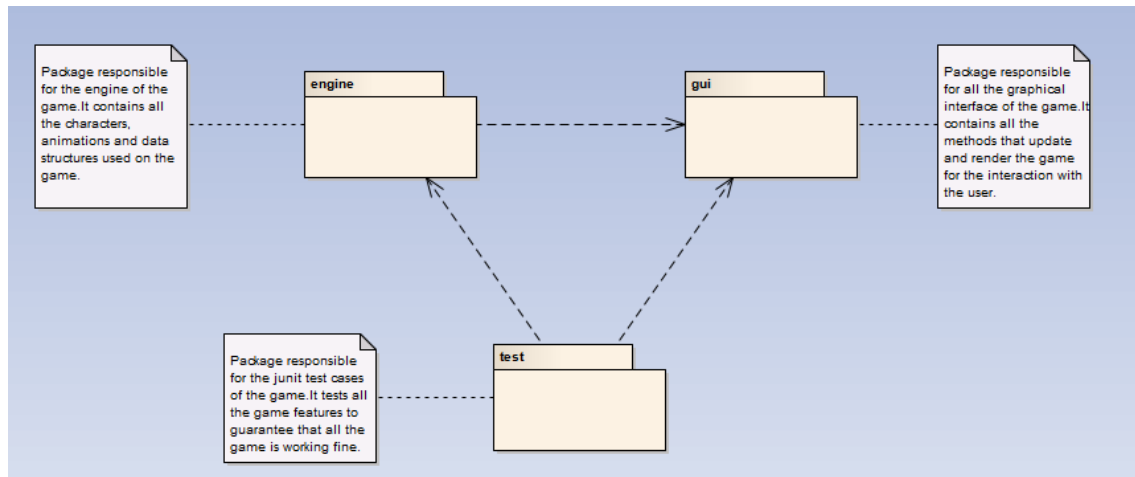 Package responsible
for the engine of the
game.It contains all
the characters,
animations and data
structures used on the
game.
engine
gui
Package responsible
for all the graphical
interface of the game.It
contains all the
methods that update
and render the game
for the interaction with
the user.
Package responsible
for the junit test cases
of the game.It tests all
the game features to
guarantee that all the
game is working fine.
test